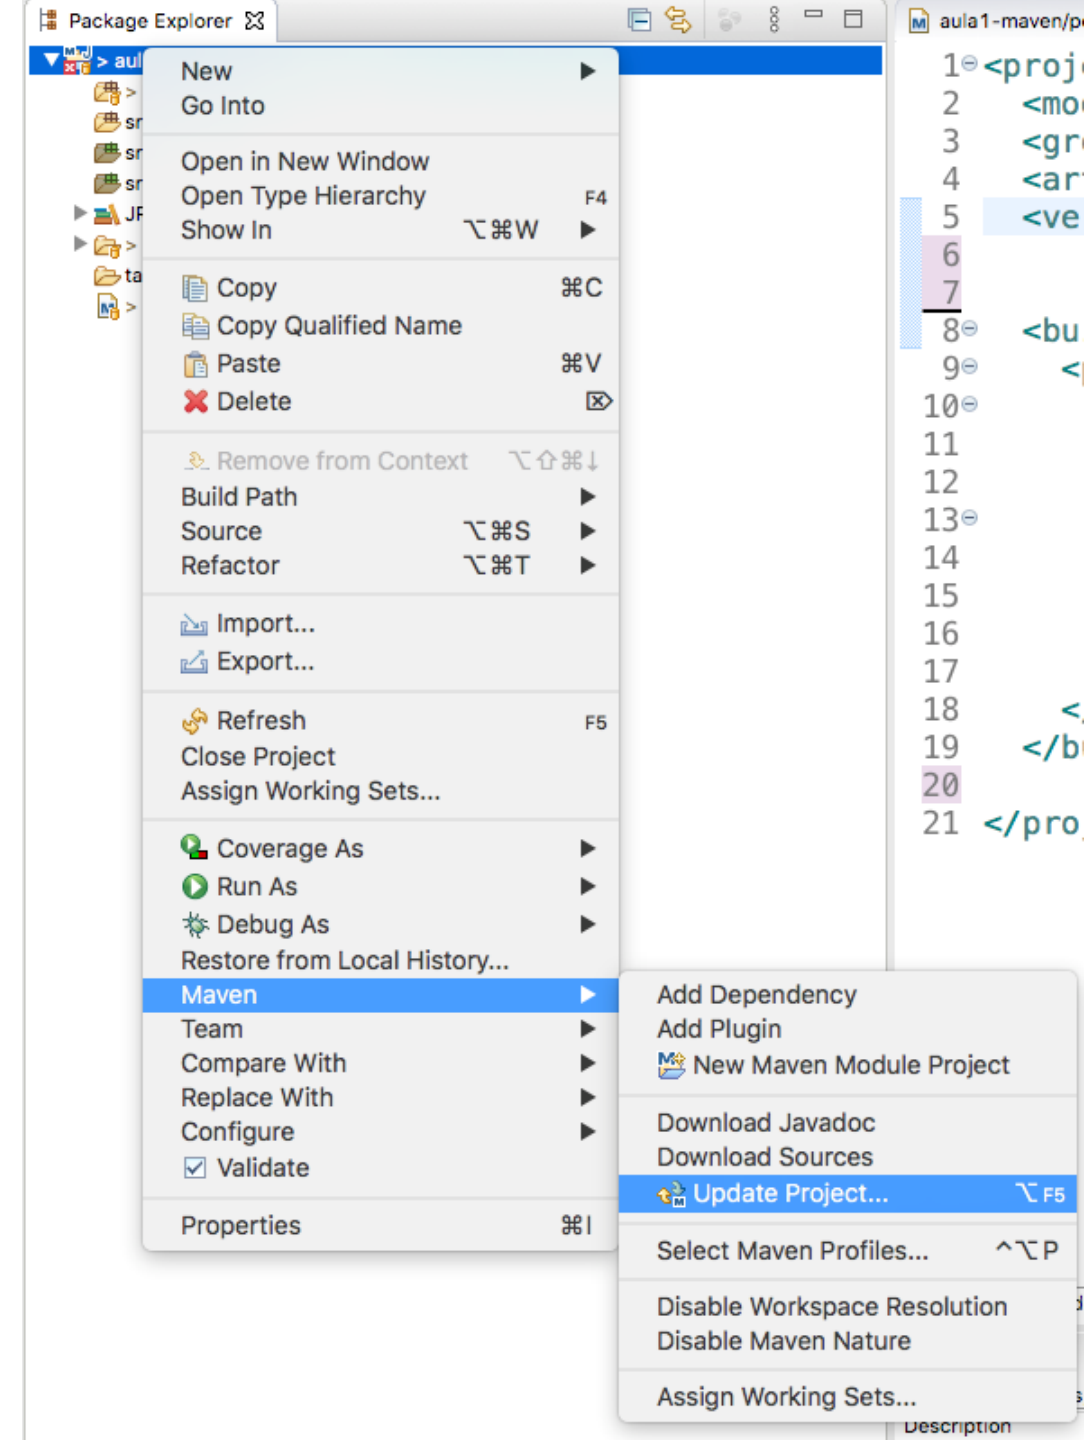 Package Explorer
aula1-maven/p
> au
New
Go Into
Open in New Window
Open Type Hierarchy F4
Show In ⌥⌘W
Copy ⌘C
Copy Qualified Name
Paste ⌘V
Delete ⌦
Remove from Context ⌥⇧⌘↓
Build Path
Source ⌥⌘S
Refactor ⌥⌘T
Import...
Export...
Refresh F5
Close Project
Assign Working Sets...
Coverage As
Run As
Debug As
Restore from Local History...
Maven
Team
Compare With
Replace With
Configure
Validate
Properties ⌘I
Add Dependency
Add Plugin
New Maven Module Project
Download Javadoc
Download Sources
Update Project... ⌥F5
Select Maven Profiles... ^⌥P
Disable Workspace Resolution
Disable Maven Nature
Assign Working Sets...
>
sr
sr
sr
JR
>
ta
>
1 <proj
2 <mo
3 <gr
4 <ar
5 <ve
6
7
8 <bu
9 <p
10
11
12
13
14
15
16
17
18 </
19 </b
20
21 </pro
Description